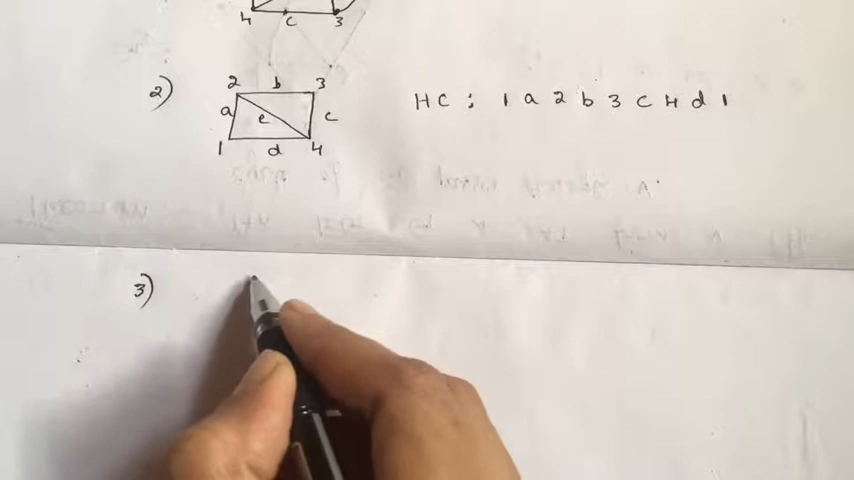 4 c 3
2)
2 b 3
a e c
1 d 4
HC : 1 a 2 b 3 c 4 d 1
3)